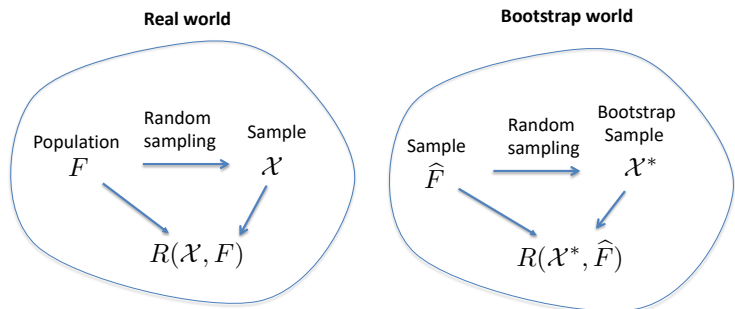 Real world
Population
F
Random
sampling
Sample
𝒳
R(𝒳, F)
Bootstrap world
Sample
F̂
Random
sampling
Bootstrap
Sample
𝒳*
R(𝒳*, F̂)